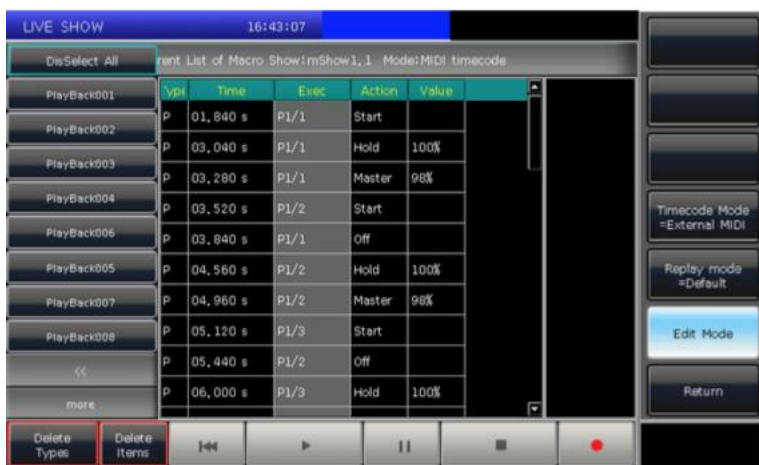 LIVE SHOW 16:43:07
DisSelect All rent List of Macro Show:mShow1,1 Mode:MIDI timecode
PlayBack001
PlayBack002
PlayBack003
PlayBack004
PlayBack006
PlayBack005
PlayBack007
PlayBack008
<<
more
Type Time Exec Action Value
P 01,840 s P1/1 Start
P 03,040 s P1/1 Hold 100%
P 03,280 s P1/1 Master 98%
P 03,520 s P1/2 Start
P 03,840 s P1/1 Off
P 04,560 s P1/2 Hold 100%
P 04,960 s P1/2 Master 98%
P 05,120 s P1/3 Start
P 05,440 s P1/2 Off
P 06,000 s P1/3 Hold 100%
Timecode Mode
=External MIDI
Replay mode
=Default
Edit Mode
Return
Delete
Types
Delete
Items